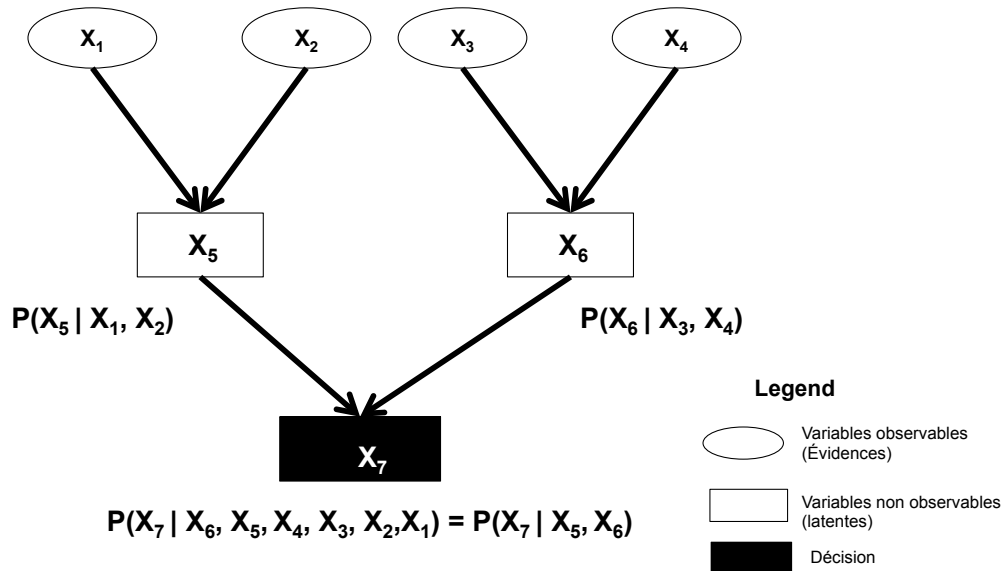 X₁ X₂ X₃ X₄
X₅ X₆
P(X₅ | X₁, X₂) P(X₆ | X₃, X₄)
Legend
Variables observables
(Évidences)
X₇
Variables non observables
(latentes)
P(X₇ | X₆, X₅, X₄, X₃, X₂,X₁) = P(X₇ | X₅, X₆)
Décision